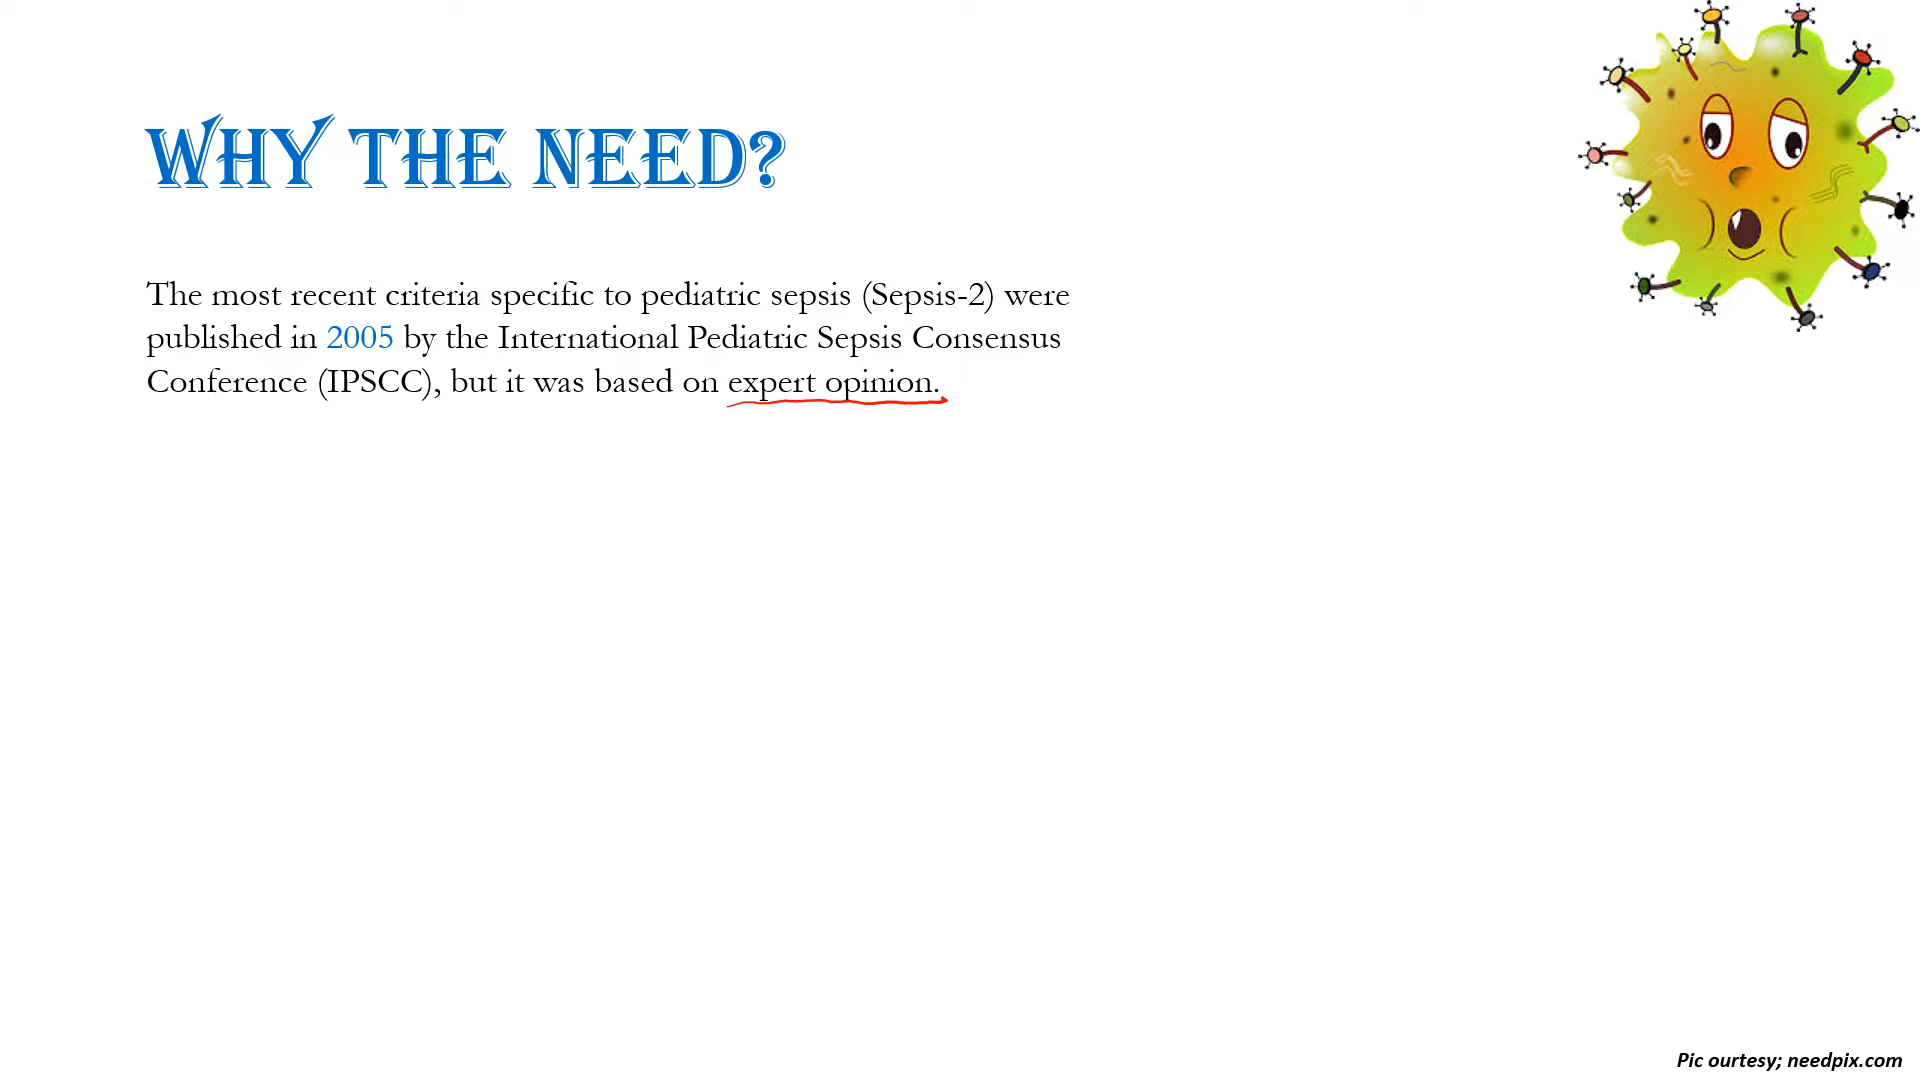 WHY THE NEED?
The most recent criteria specific to pediatric sepsis (Sepsis-2) were
published in 2005 by the International Pediatric Sepsis Consensus
Conference (IPSCC), but it was based on expert opinion.
Pic ourtesy; needpix.com